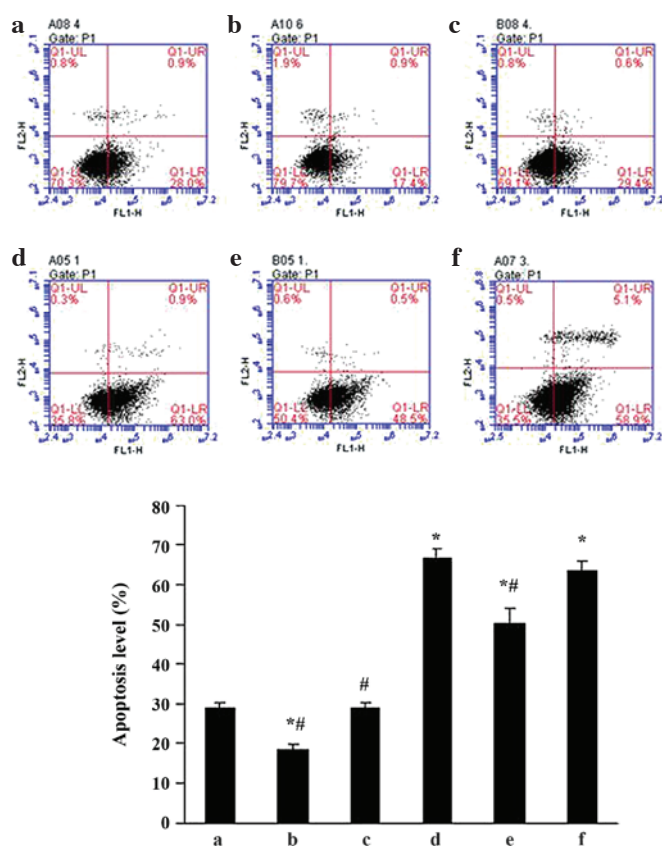 a
A08 4
Gate: P1
Q1-UL
0.8%
Q1-UR
0.9%
Q1-LL
70.3%
Q1-LR
28.0%
FL2-H
FL1-H
b
A10 6
Gate: P1
Q1-UL
1.9%
Q1-UR
0.9%
Q1-LL
79.7%
Q1-LR
17.4%
FL2-H
FL1-H
c
B08 4.
Gate: P1
Q1-UL
0.8%
Q1-UR
0.6%
Q1-LL
69.1%
Q1-LR
29.4%
FL2-H
FL1-H
d
A05 1
Gate: P1
Q1-UL
0.3%
Q1-UR
0.9%
Q1-LL
35.8%
Q1-LR
63.0%
FL2-H
FL1-H
e
B05 1.
Gate: P1
Q1-UL
0.6%
Q1-UR
0.5%
Q1-LL
50.4%
Q1-LR
48.5%
FL2-H
FL1-H
f
A07 3.
Gate: P1
Q1-UL
0.5%
Q1-UR
5.1%
Q1-LL
35.5%
Q1-LR
58.9%
FL2-H
FL1-H
Apoptosis level (%)
80
70
60
50
40
30
20
10
0
*#
#
*
*#
*
a b c d e f